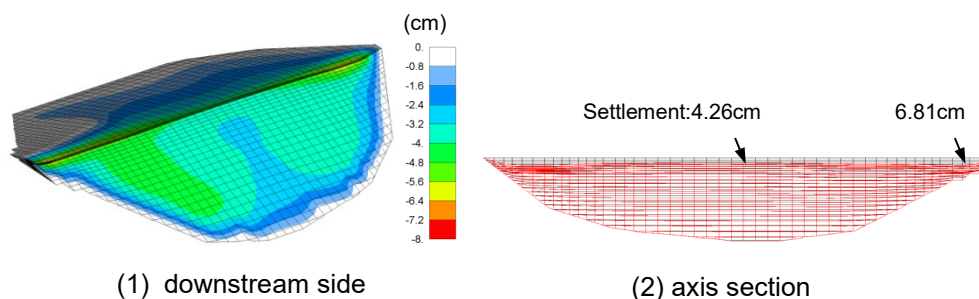 (cm)
0.
-0.8
-1.6
-2.4
-3.2
-4.0
-4.8
-5.6
-6.4
-7.2
-8.
Settlement:4.26cm
6.81cm
(1) downstream side
(2) axis section